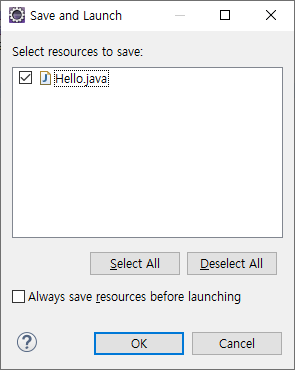 Save and Launch
Select resources to save:
Hello.java
Select All
Deselect All
Always save resources before launching
OK
Cancel